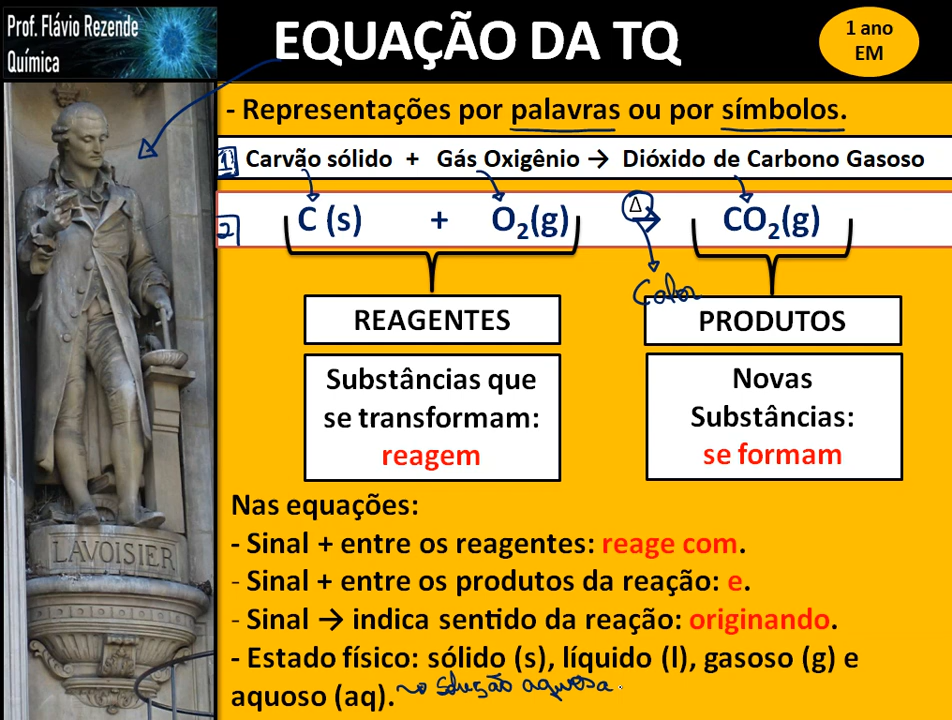 Prof. Flávio Rezende
Química
EQUAÇÃO DA TQ
1 ano
EM
- Representações por palavras ou por símbolos.
1 Carvão sólido + Gás Oxigênio → Dióxido de Carbono Gasoso
2 C (s) + O₂(g) Δ → CO₂(g)
Calor
REAGENTES
PRODUTOS
Substâncias que
se transformam:
reagem
Novas
Substâncias:
se formam
LAVOISIER
Nas equações:
- Sinal + entre os reagentes: reage com.
- Sinal + entre os produtos da reação: e.
- Sinal → indica sentido da reação: originando.
- Estado físico: sólido (s), líquido (l), gasoso (g) e
aquoso (aq). ~> solução aquosa.